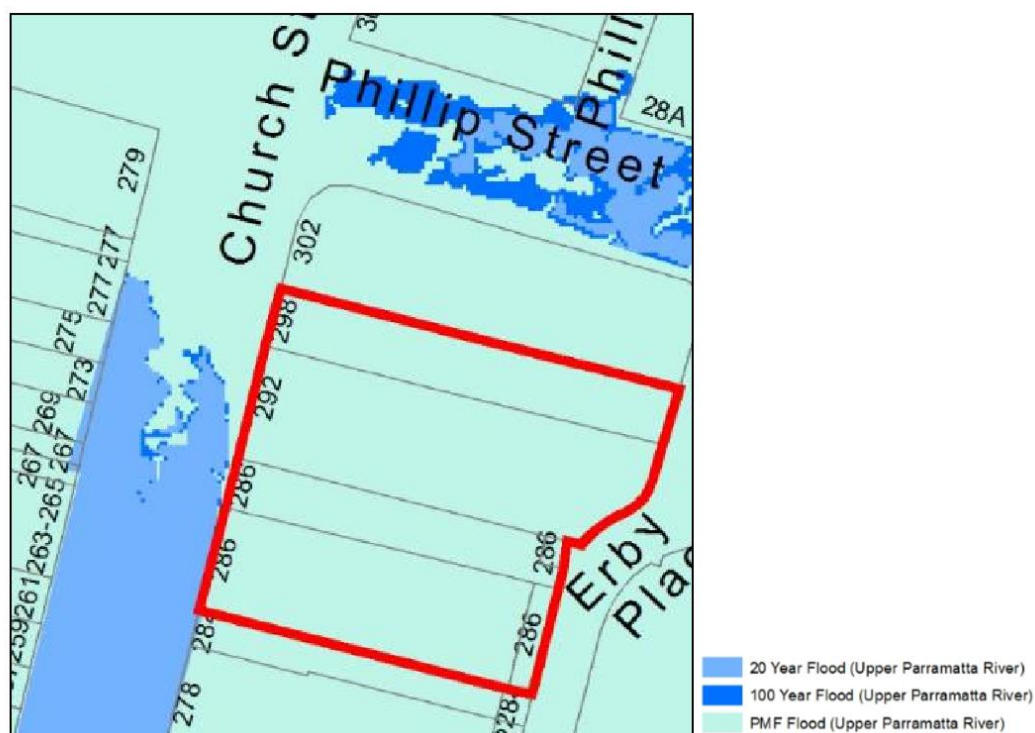 Church S
Phillip Street
Phill
28A
279
277
277
275
273
269
267
267
263-265
261
259
302
298
292
286
286
284
278
286
286
284
Erby
Plac
20 Year Flood (Upper Parramatta River)
100 Year Flood (Upper Parramatta River)
PMF Flood (Upper Parramatta River)